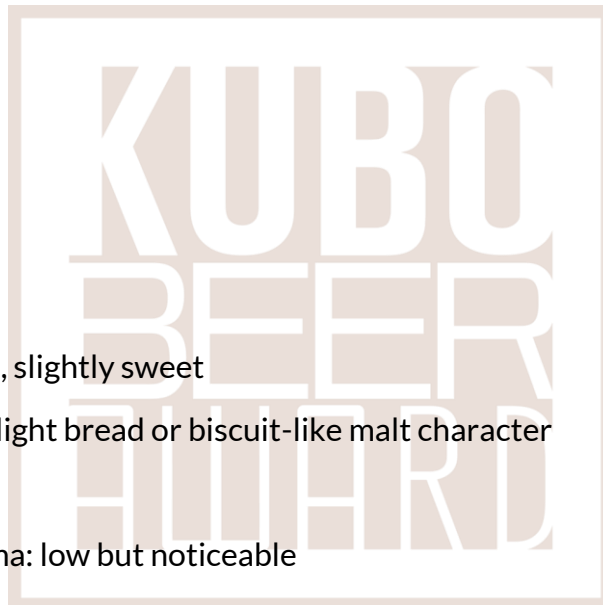 KUBO
BEER
AWARD
, slightly sweet
light bread or biscuit-like malt character
na: low but noticeable